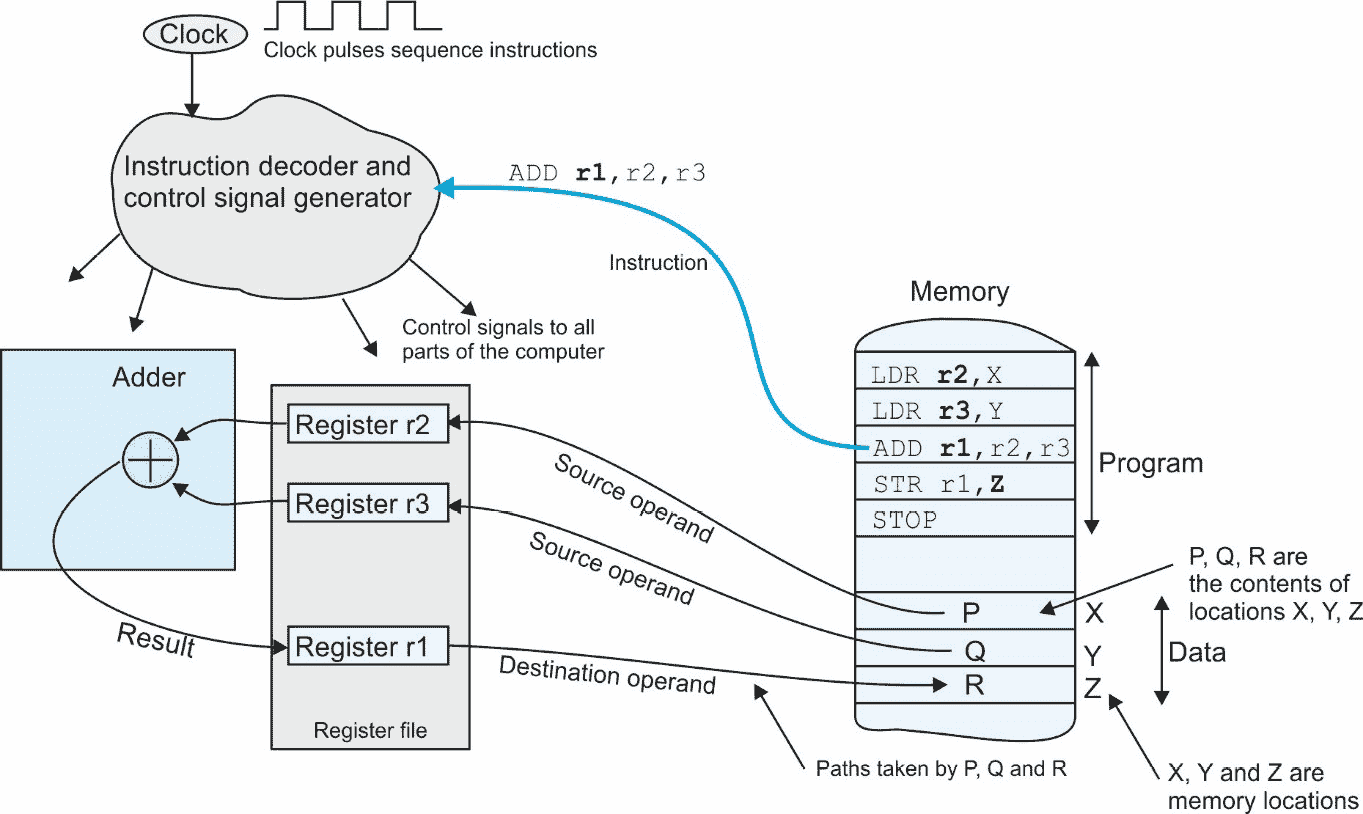 Clock
Clock pulses sequence instructions
Instruction decoder and
control signal generator
ADD r1,r2,r3
Instruction
Control signals to all
parts of the computer
Memory
LDR r2,X
LDR r3,Y
ADD r1,r2,r3
STR r1,Z
STOP
Program
Adder
Register r2
Register r3
Register r1
Register file
Result
Source operand
Source operand
Destination operand
P
Q
R
X
Y
Z
Data
P, Q, R are
the contents of
locations X, Y, Z
Paths taken by P, Q and R
X, Y and Z are
memory locations